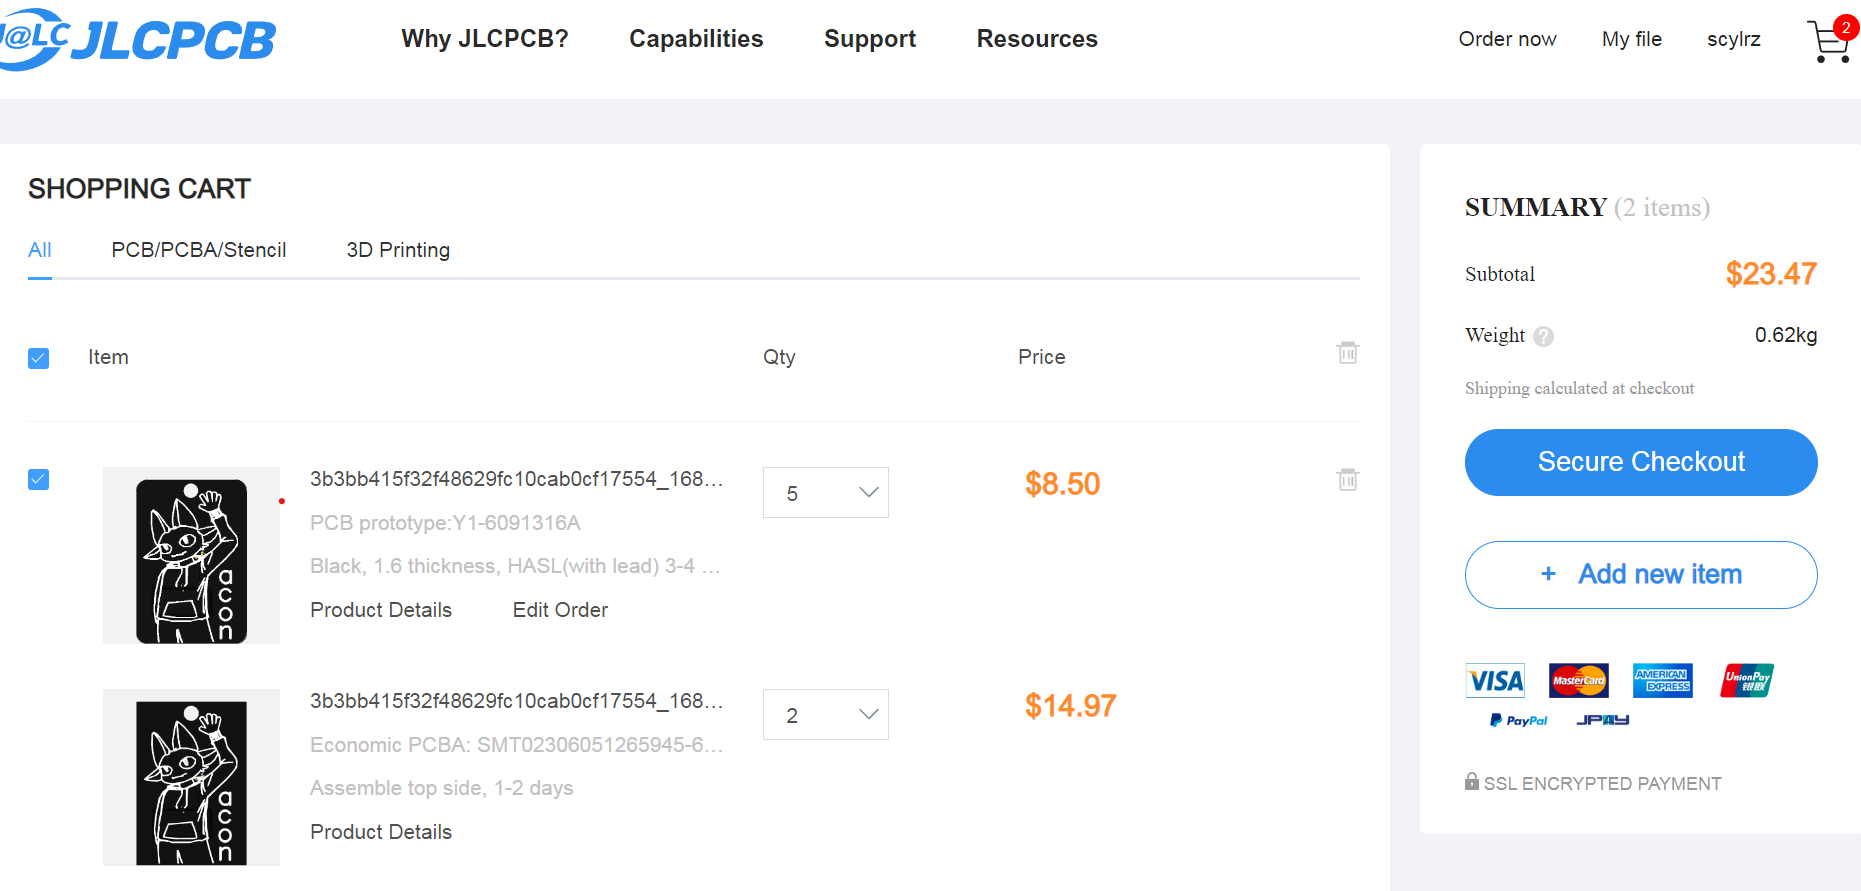 J@LC JLCPCB
Why JLCPCB?
Capabilities
Support
Resources
Order now
My file
scylrz
2
SHOPPING CART
All
PCB/PCBA/Stencil
3D Printing
Item
Qty
Price
3b3bb415f32f48629fc10cab0cf17554_168...
5
$8.50
PCB prototype:Y1-6091316A
Black, 1.6 thickness, HASL(with lead) 3-4 ...
Product Details
Edit Order
acon
3b3bb415f32f48629fc10cab0cf17554_168...
2
$14.97
Economic PCBA: SMT02306051265945-6...
Assemble top side, 1-2 days
Product Details
acon
SUMMARY (2 items)
Subtotal
$23.47
Weight ?
0.62kg
Shipping calculated at checkout
Secure Checkout
+ Add new item
VISA
MasterCard
AMERICAN EXPRESS
UnionPay 银联
PayPal
JPAY
SSL ENCRYPTED PAYMENT